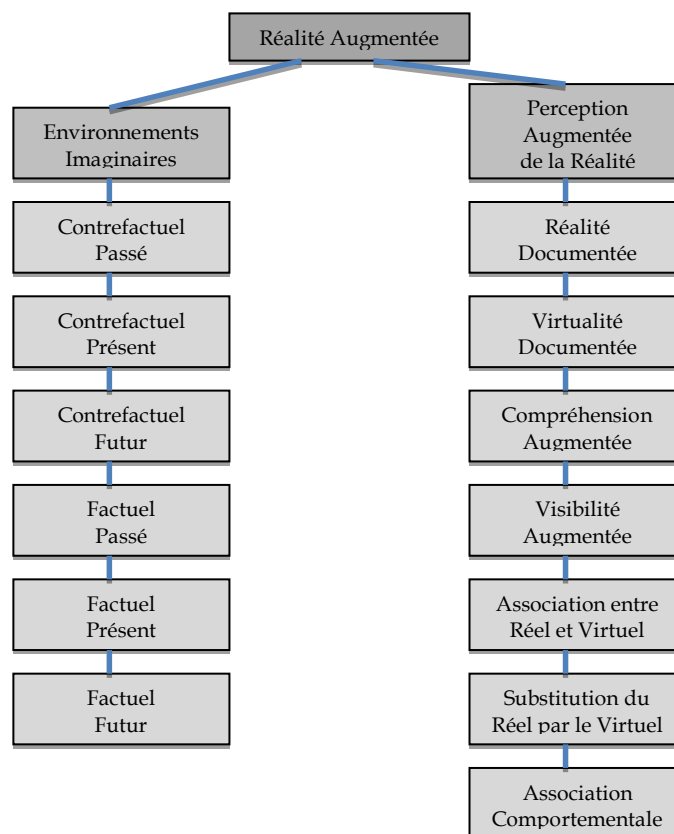 Réalité Augmentée
Environnements
Imaginaires
Contrefactuel
Passé
Contrefactuel
Présent
Contrefactuel
Futur
Factuel
Passé
Factuel
Présent
Factuel
Futur
Perception
Augmentée
de la Réalité
Réalité
Documentée
Virtualité
Documentée
Compréhension
Augmentée
Visibilité
Augmentée
Association entre
Réel et Virtuel
Substitution du
Réel par le Virtuel
Association
Comportementale